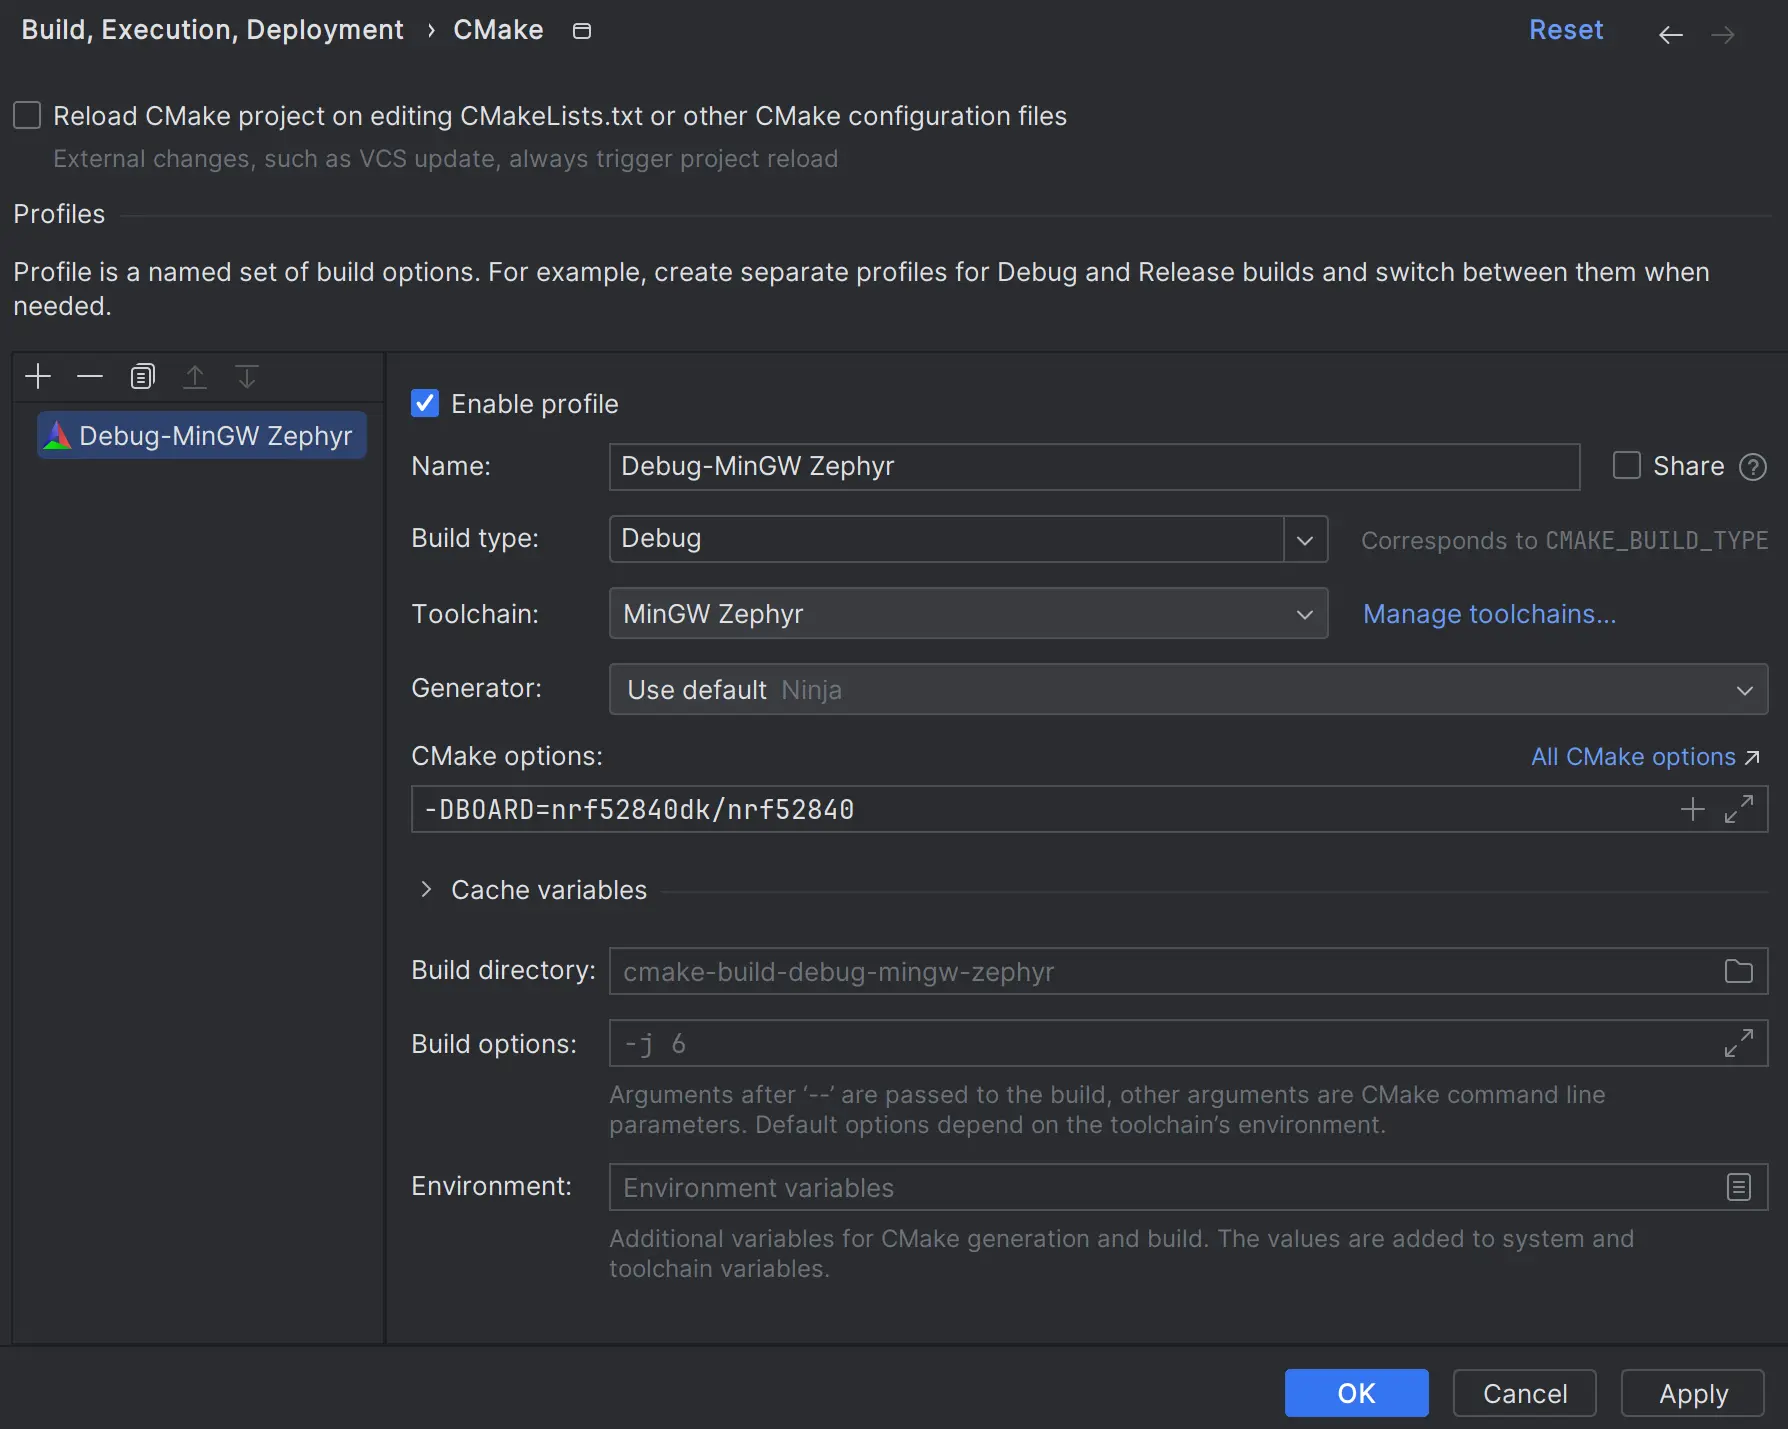 Build, Execution, Deployment › CMake
Reset
Reload CMake project on editing CMakeLists.txt or other CMake configuration files
External changes, such as VCS update, always trigger project reload
Profiles
Profile is a named set of build options. For example, create separate profiles for Debug and Release builds and switch between them when
needed.
Debug-MinGW Zephyr
Enable profile
Name: Debug-MinGW Zephyr Share ?
Build type: Debug Corresponds to CMAKE_BUILD_TYPE
Toolchain: MinGW Zephyr Manage toolchains...
Generator: Use default Ninja
CMake options: All CMake options ↗
-DBOARD=nrf52840dk/nrf52840
Cache variables
Build directory: cmake-build-debug-mingw-zephyr
Build options: -j 6
Arguments after ‘--’ are passed to the build, other arguments are CMake command line
parameters. Default options depend on the toolchain’s environment.
Environment: Environment variables
Additional variables for CMake generation and build. The values are added to system and
toolchain variables.
OK Cancel Apply